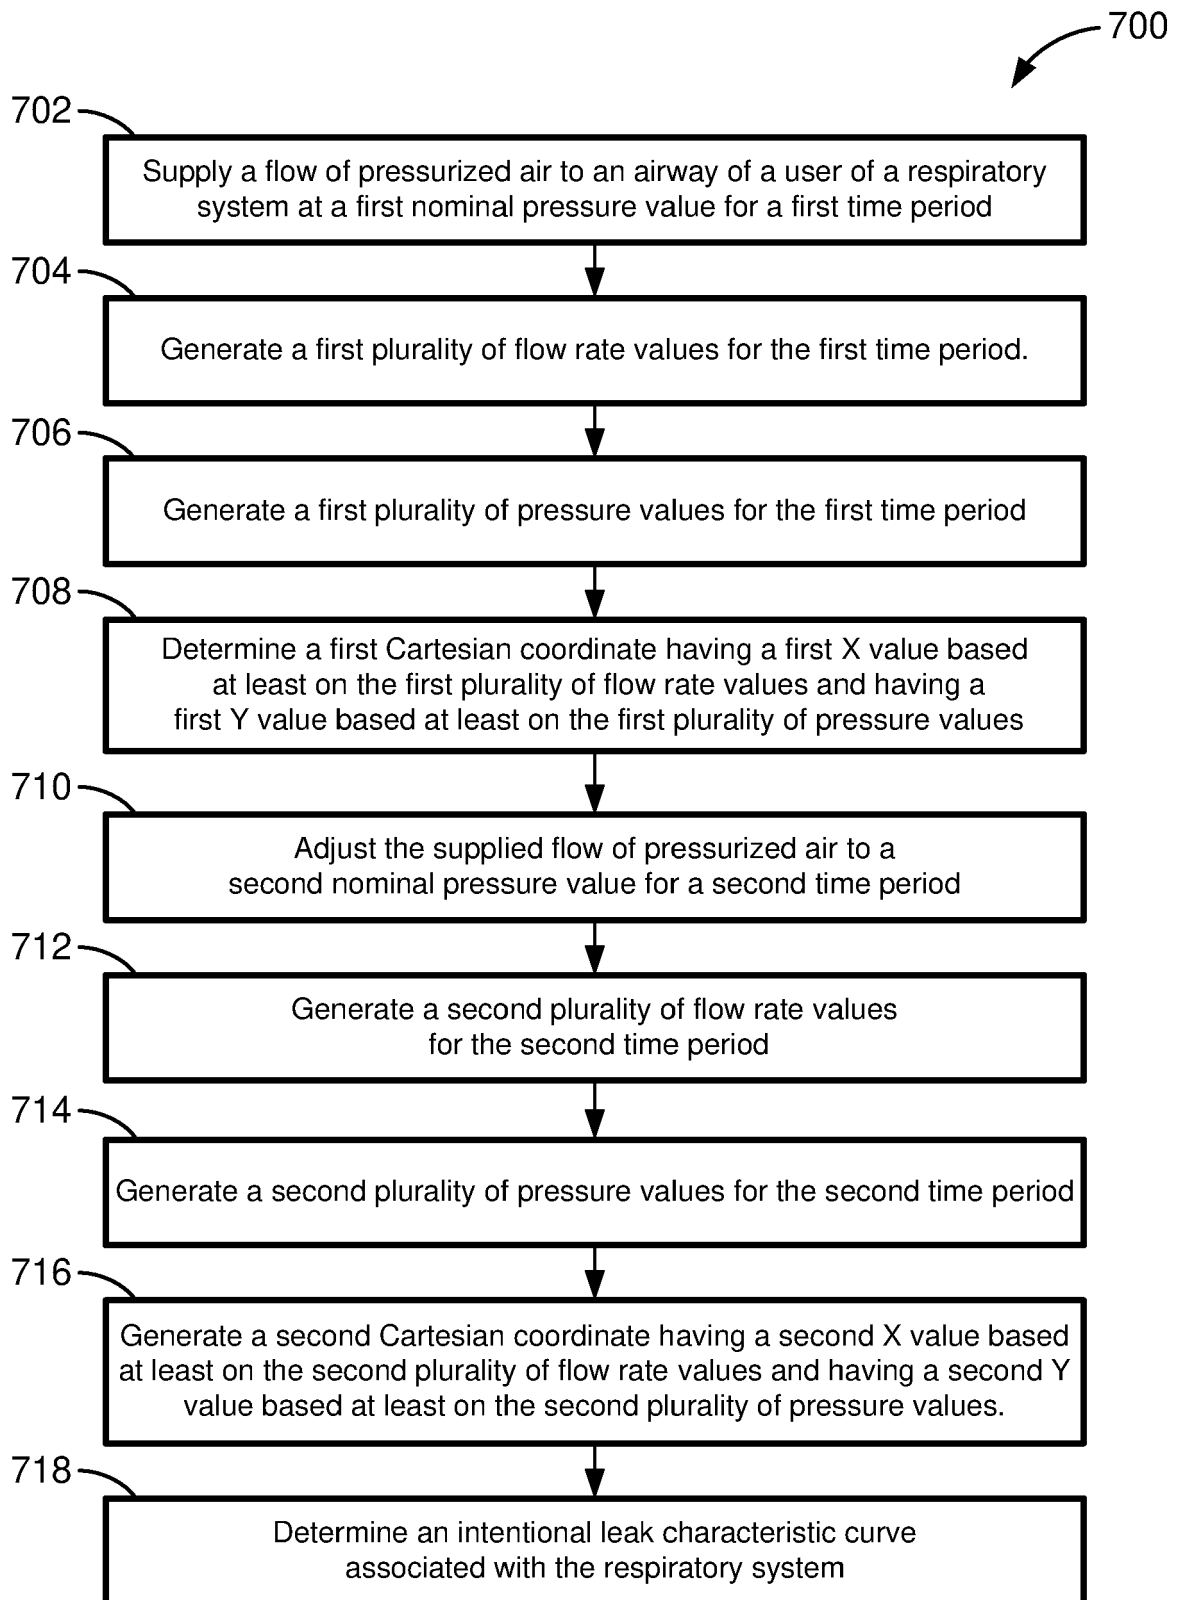 700
702
Supply a flow of pressurized air to an airway of a user of a respiratory
system at a first nominal pressure value for a first time period
704
Generate a first plurality of flow rate values for the first time period.
706
Generate a first plurality of pressure values for the first time period
708
Determine a first Cartesian coordinate having a first X value based
at least on the first plurality of flow rate values and having a
first Y value based at least on the first plurality of pressure values
710
Adjust the supplied flow of pressurized air to a
second nominal pressure value for a second time period
712
Generate a second plurality of flow rate values
for the second time period
714
Generate a second plurality of pressure values for the second time period
716
Generate a second Cartesian coordinate having a second X value based
at least on the second plurality of flow rate values and having a second Y
value based at least on the second plurality of pressure values.
718
Determine an intentional leak characteristic curve
associated with the respiratory system